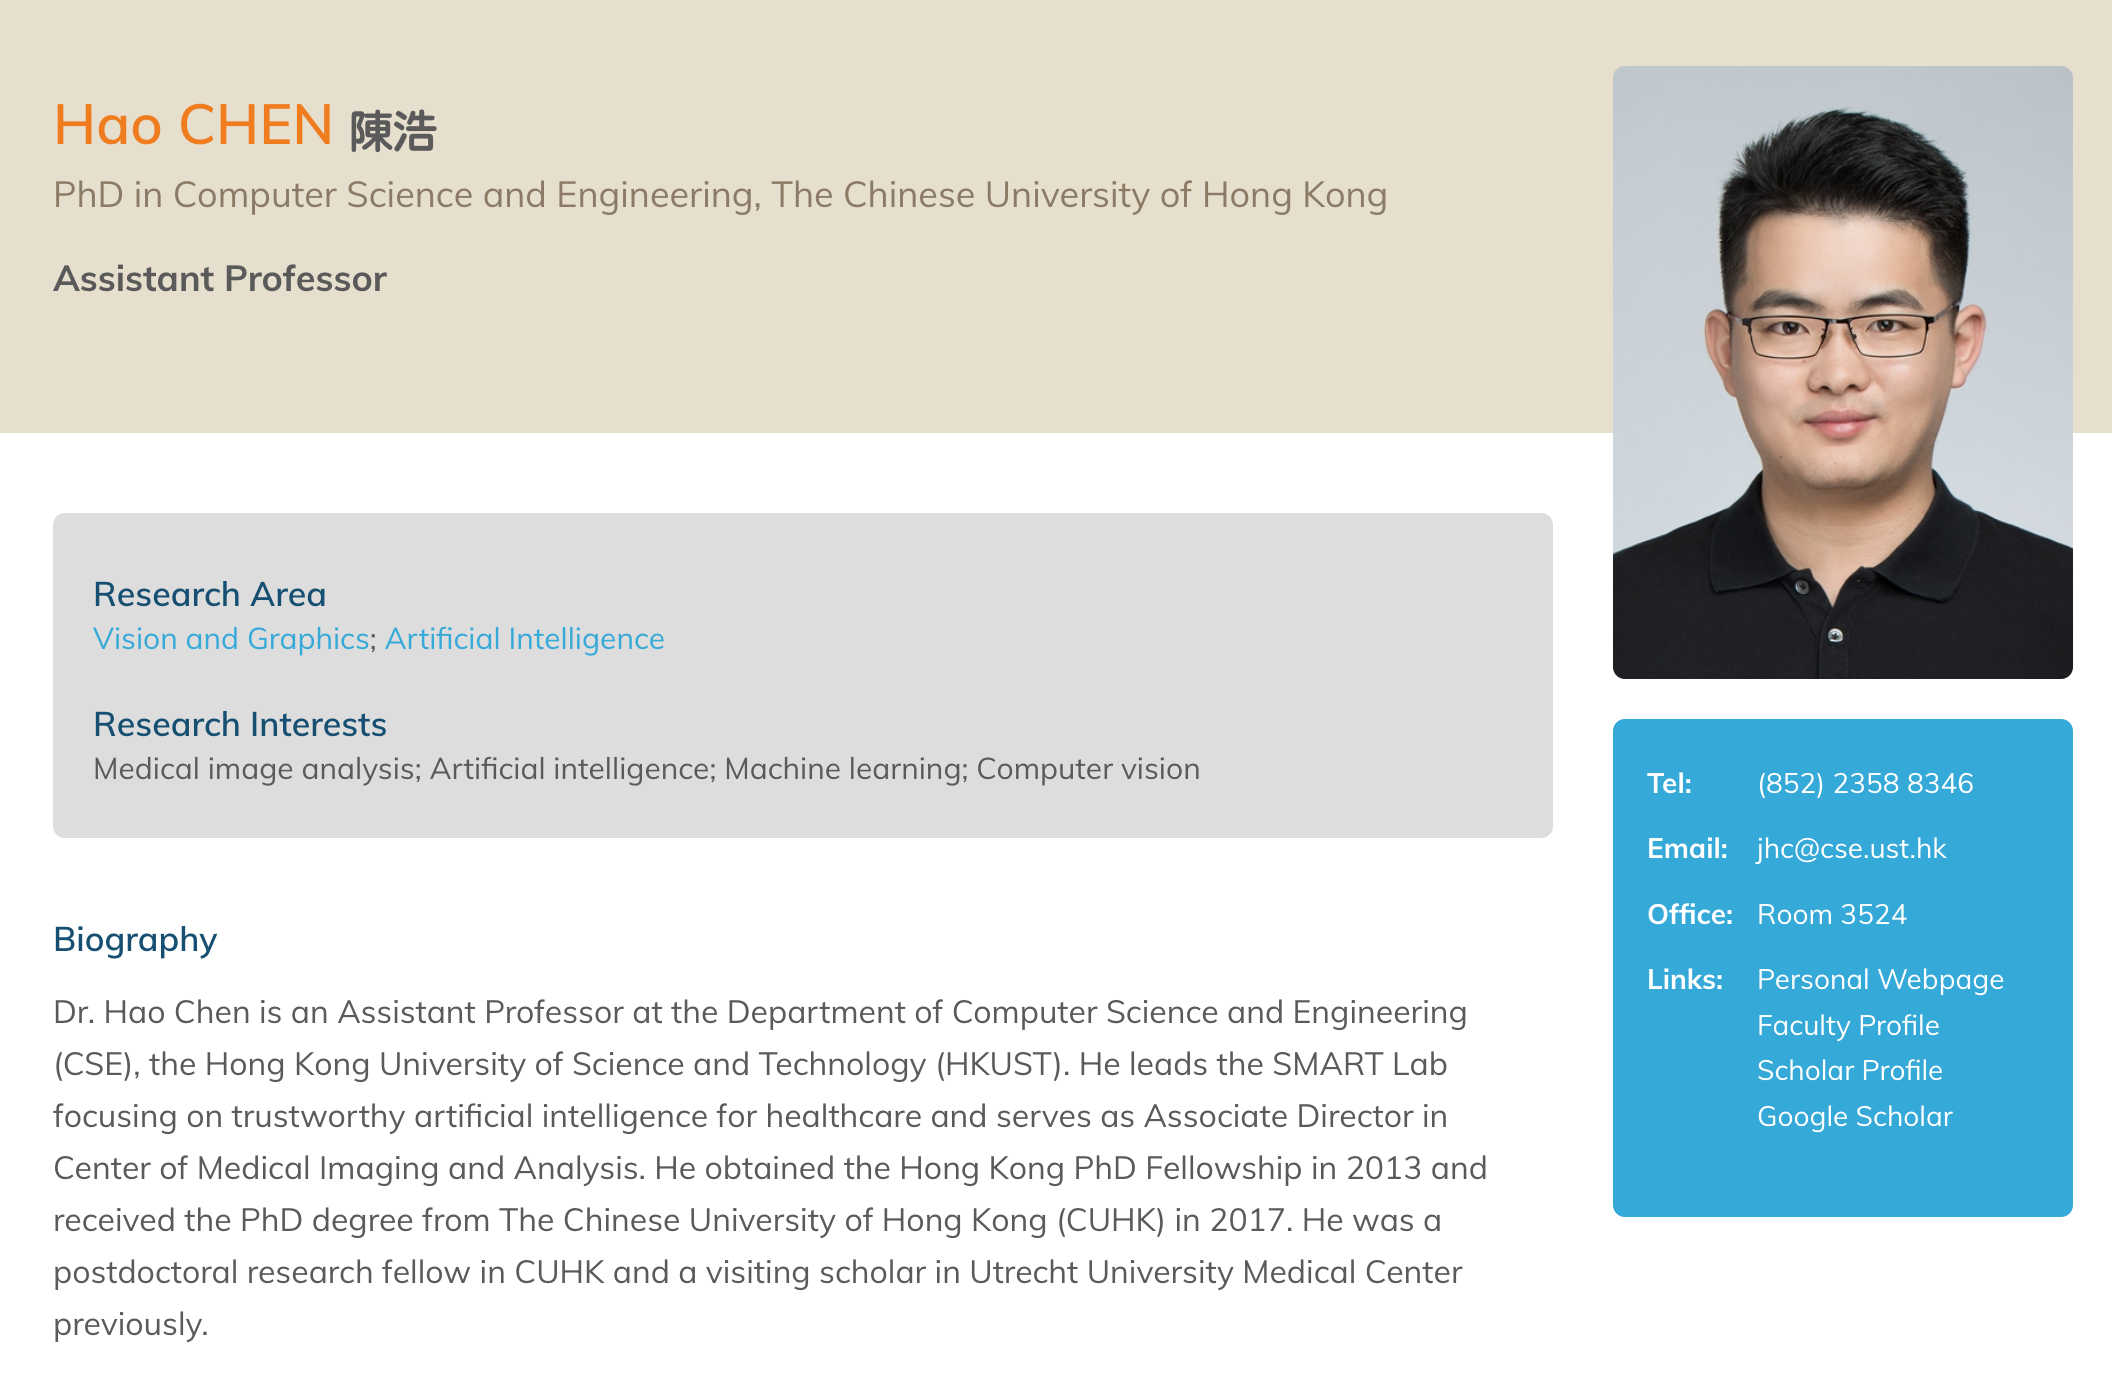 Hao CHEN 陳浩
PhD in Computer Science and Engineering, The Chinese University of Hong Kong
Assistant Professor
Research Area
Vision and Graphics; Artificial Intelligence
Research Interests
Medical image analysis; Artificial intelligence; Machine learning; Computer vision
Biography
Dr. Hao Chen is an Assistant Professor at the Department of Computer Science and Engineering
(CSE), the Hong Kong University of Science and Technology (HKUST). He leads the SMART Lab
focusing on trustworthy artificial intelligence for healthcare and serves as Associate Director in
Center of Medical Imaging and Analysis. He obtained the Hong Kong PhD Fellowship in 2013 and
received the PhD degree from The Chinese University of Hong Kong (CUHK) in 2017. He was a
postdoctoral research fellow in CUHK and a visiting scholar in Utrecht University Medical Center
previously.
Tel: (852) 2358 8346
Email: jhc@cse.ust.hk
Office: Room 3524
Links: Personal Webpage
Faculty Profile
Scholar Profile
Google Scholar